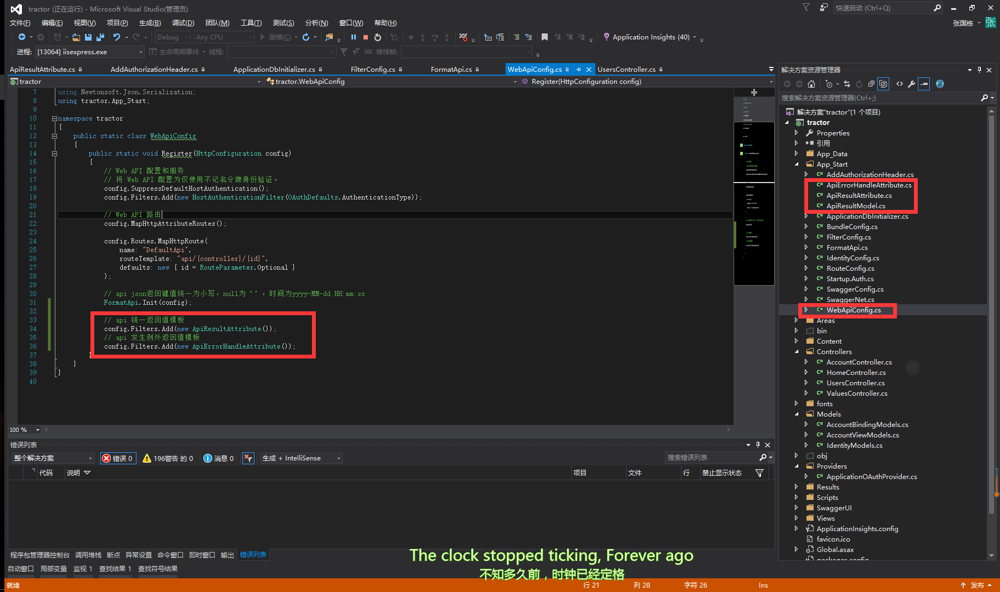 tractor (正在运行) - Microsoft Visual Studio(管理员)
快速启动 (Ctrl+Q)
文件(F) 编辑(E) 视图(V) 项目(P) 生成(B) 调试(D) 团队(M) 工具(T) 测试(S) 分析(N) 窗口(W) 帮助(H)
张国栋 张
Debug Any CPU 继续(C) Application Insights (40)
进程: [13064] iisexpress.exe 生命周期事件 线程: 堆栈帧:
ApiResultAttribute.cs AddAuthorizationHeader.cs ApplicationDbInitializer.cs FilterConfig.cs FormatApi.cs WebApiConfig.cs UsersController.cs
tractor tractor.WebApiConfig Register(HttpConfiguration config)
7 using Newtonsoft.Json.Serialization;
8 using tractor.App_Start;
9
10 namespace tractor
11 {
12 public static class WebApiConfig
13 {
14 public static void Register(HttpConfiguration config)
15 {
16 // Web API 配置和服务
17 // 将 Web API 配置为仅使用不记名令牌身份验证。
18 config.SuppressDefaultHostAuthentication();
19 config.Filters.Add(new HostAuthenticationFilter(OAuthDefaults.AuthenticationType));
20
21 // Web API 路由
22 config.MapHttpAttributeRoutes();
23
24 config.Routes.MapHttpRoute(
25 name: "DefaultApi",
26 routeTemplate: "api/{controller}/{id}",
27 defaults: new { id = RouteParameter.Optional }
28 );
29
30 // api json返回键值统一为小写，null为‘’，时间为yyyy-MM-dd HH:mm:ss
31 FormatApi.Init(config);
32
33 // api 统一返回值模板
34 config.Filters.Add(new ApiResultAttribute());
35 // api 发生例外返回值模板
36 config.Filters.Add(new ApiErrorHandleAttribute());
37 }
38 }
39 }
40
100 %
解决方案资源管理器
搜索解决方案资源管理器(Ctrl+;)
解决方案"tractor"(1 个项目)
tractor
Properties
引用
App_Data
App_Start
AddAuthorizationHeader.cs
ApiErrorHandleAttribute.cs
ApiResultAttribute.cs
ApiResultModel.cs
ApplicationDbInitializer.cs
BundleConfig.cs
FilterConfig.cs
FormatApi.cs
IdentityConfig.cs
RouteConfig.cs
Startup.Auth.cs
SwaggerConfig.cs
SwaggerNet.cs
WebApiConfig.cs
Areas
bin
Content
Controllers
AccountController.cs
HomeController.cs
UsersController.cs
ValuesController.cs
fonts
Models
AccountBindingModels.cs
AccountViewModels.cs
IdentityModels.cs
obj
Providers
ApplicationOAuthProvider.cs
Results
Scripts
SwaggerUI
Views
ApplicationInsights.config
favicon.ico
Global.asax
packages.config
错误列表
整个解决方案 错误 0 196警告 的 0 消息 0 生成 + IntelliSense 搜索错误列表
代码 说明 项目 文件 行 禁止显示状态
程序包管理器控制台 调用堆栈 断点 异常设置 命令窗口 即时窗口 输出 错误列表
自动窗口 局部变量 监视 1 查找结果 1 查找符号结果
The clock stopped ticking, Forever ago
不知多久前，时钟已经定格
就绪 行 21 列 28 字符 26 Ins 发布